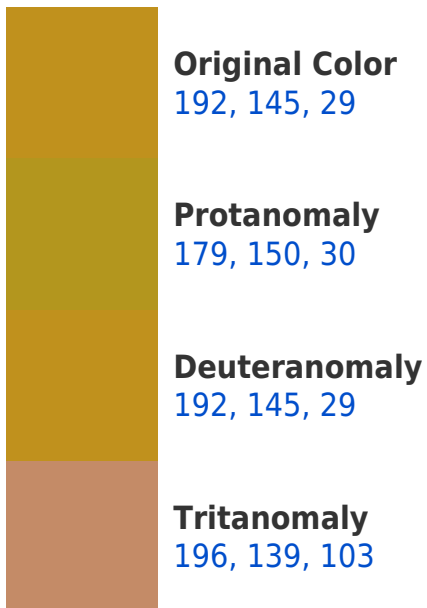 Original Color
192, 145, 29
Protanomaly
179, 150, 30
Deuteranomaly
192, 145, 29
Tritanomaly
196, 139, 103